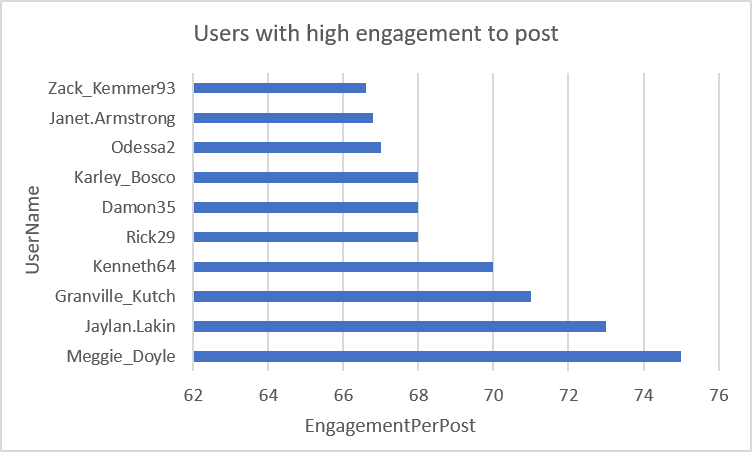 Users with high engagement to post
Zack_Kemmer93
Janet.Armstrong
Odessa2
Karley_Bosco
Damon35
Rick29
Kenneth64
Granville_Kutch
Jaylan.Lakin
Meggie_Doyle
UserName
62 64 66 68 70 72 74 76
EngagementPerPost